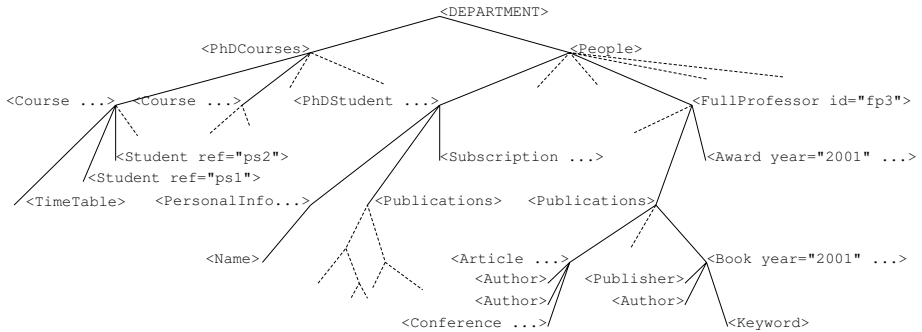 <DEPARTMENT>
<PhDCourses> <People>
<Course ...> <Course ...> <PhDStudent ...> <FullProfessor id="fp3">
<Student ref="ps2"> <Subscription ...> <Award year="2001" ...>
<Student ref="ps1">
<TimeTable> <PersonalInfo...> <Publications> <Publications>
<Name> <Article ...> <Book year="2001" ...>
<Author> <Publisher>
<Author> <Author>
<Conference ...> <Keyword>